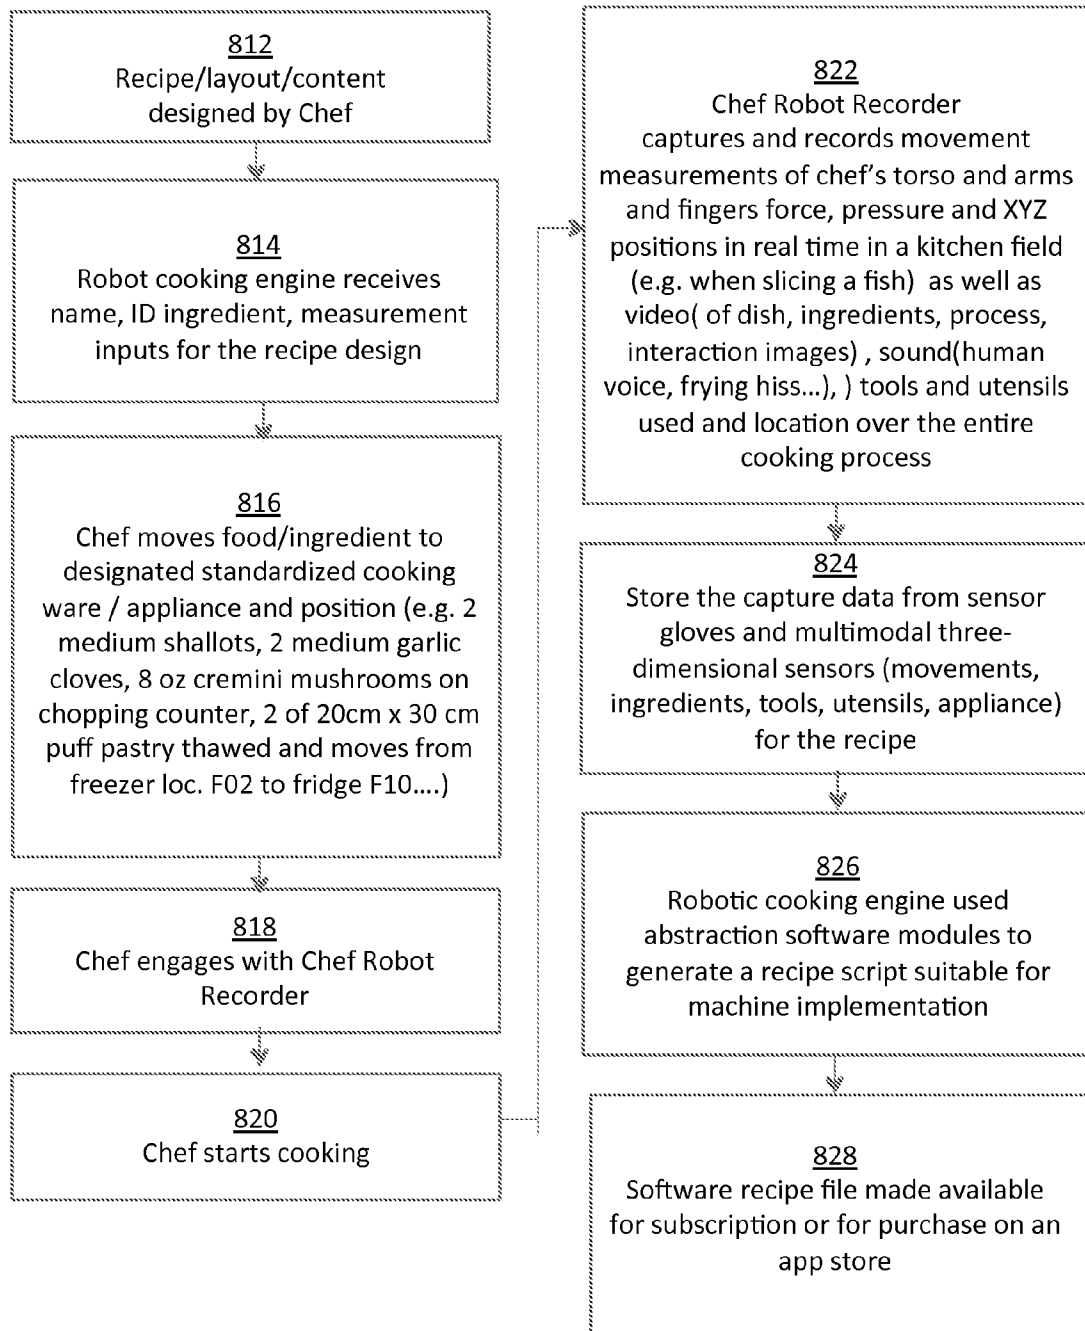 812
Recipe/layout/content
designed by Chef
814
Robot cooking engine receives
name, ID ingredient, measurement
inputs for the recipe design
816
Chef moves food/ingredient to
designated standardized cooking
ware / appliance and position (e.g. 2
medium shallots, 2 medium garlic
cloves, 8 oz cremini mushrooms on
chopping counter, 2 of 20cm x 30 cm
puff pastry thawed and moves from
freezer loc. F02 to fridge F10....)
818
Chef engages with Chef Robot
Recorder
820
Chef starts cooking
822
Chef Robot Recorder
captures and records movement
measurements of chef's torso and arms
and fingers force, pressure and XYZ
positions in real time in a kitchen field
(e.g. when slicing a fish) as well as
video( of dish, ingredients, process,
interaction images) , sound(human
voice, frying hiss...), ) tools and utensils
used and location over the entire
cooking process
824
Store the capture data from sensor
gloves and multimodal three-
dimensional sensors (movements,
ingredients, tools, utensils, appliance)
for the recipe
826
Robotic cooking engine used
abstraction software modules to
generate a recipe script suitable for
machine implementation
828
Software recipe file made available
for subscription or for purchase on an
app store